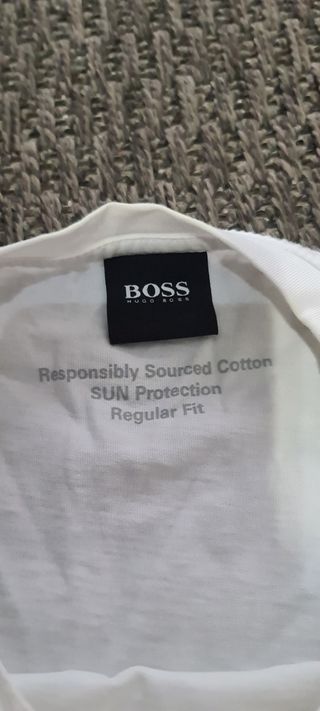 BOSS
HUGO BOSS
Responsibly Sourced Cotton
SUN Protection
Regular Fit